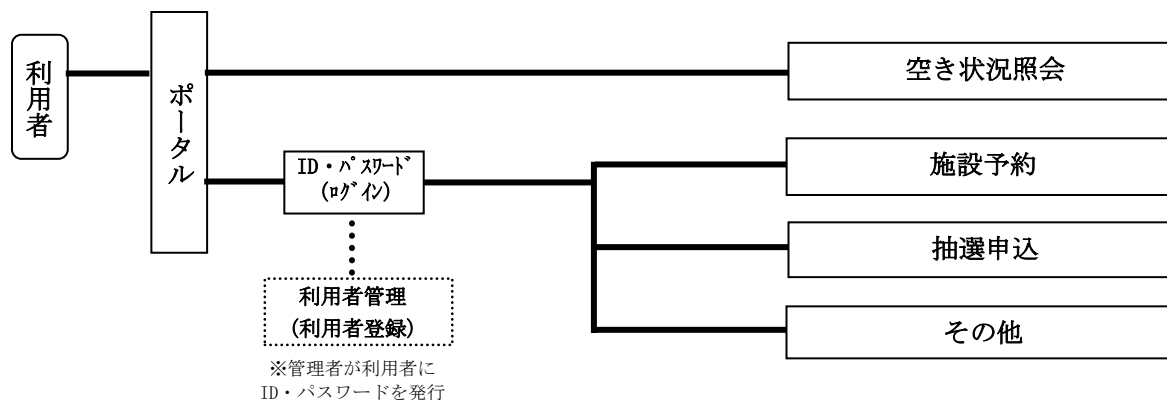 利用者
ポータル
空き状況照会
ID・ﾊﾟｽﾜｰﾄﾞ
(ﾛｸﾞｲﾝ)
施設予約
抽選申込
その他
利用者管理
(利用者登録)
※管理者が利用者に
ID・パスワードを発行